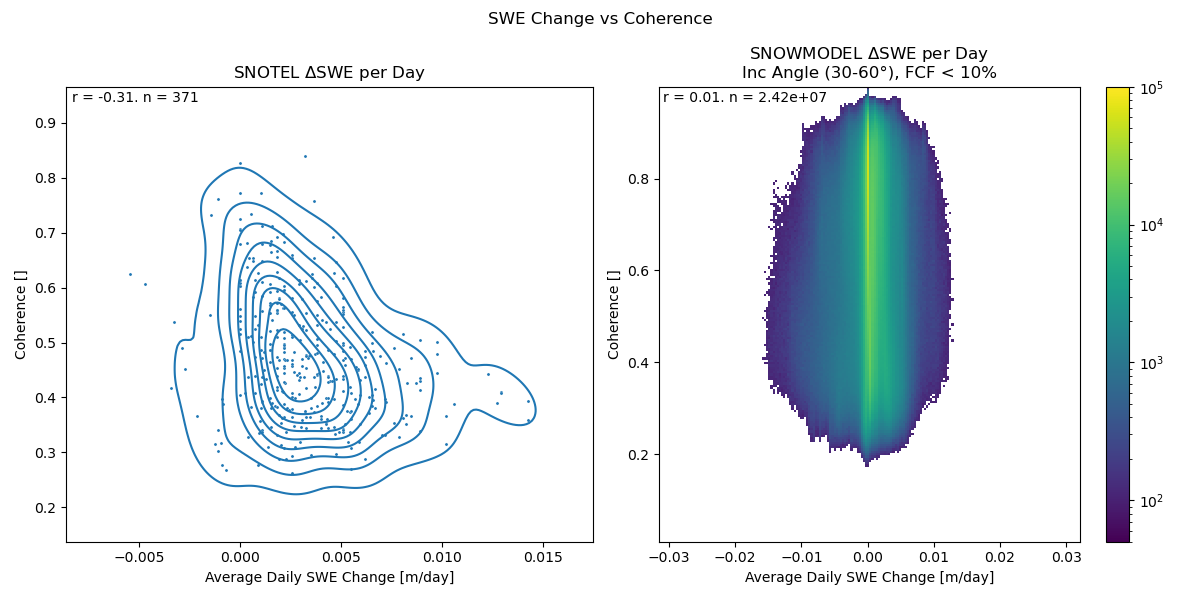 SWE Change vs Coherence
SNOTEL ΔSWE per Day
r = -0.31. n = 371
Coherence []
0.9
0.8
0.7
0.6
0.5
0.4
0.3
0.2
−0.005
0.000
0.005
0.010
0.015
Average Daily SWE Change [m/day]
SNOWMODEL ΔSWE per Day
Inc Angle (30-60°), FCF < 10%
r = 0.01. n = 2.42e+07
Coherence []
0.8
0.6
0.4
0.2
−0.03
−0.02
−0.01
0.00
0.01
0.02
0.03
Average Daily SWE Change [m/day]
10⁵
10⁴
10³
10²